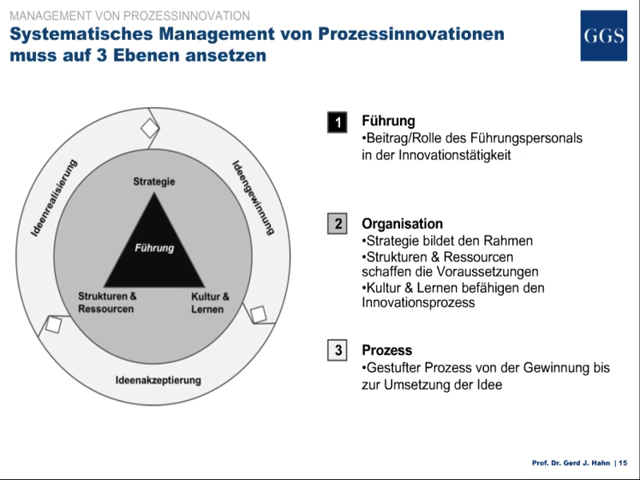 MANAGEMENT VON PROZESSINNOVATION
Systematisches Management von Prozessinnovationen
muss auf 3 Ebenen ansetzen
GGS
Ideenrealisierung
Ideengewinnung
Strategie
Führung
Strukturen &
Ressourcen
Kultur &
Lernen
Ideenakzeptierung
1 Führung
•Beitrag/Rolle des Führungspersonals
in der Innovationstätigkeit
2 Organisation
•Strategie bildet den Rahmen
•Strukturen & Ressourcen
schaffen die Voraussetzungen
•Kultur & Lernen befähigen den
Innovationsprozess
3 Prozess
•Gestufter Prozess von der Gewinnung bis
zur Umsetzung der Idee
Prof. Dr. Gerd J. Hahn | 15